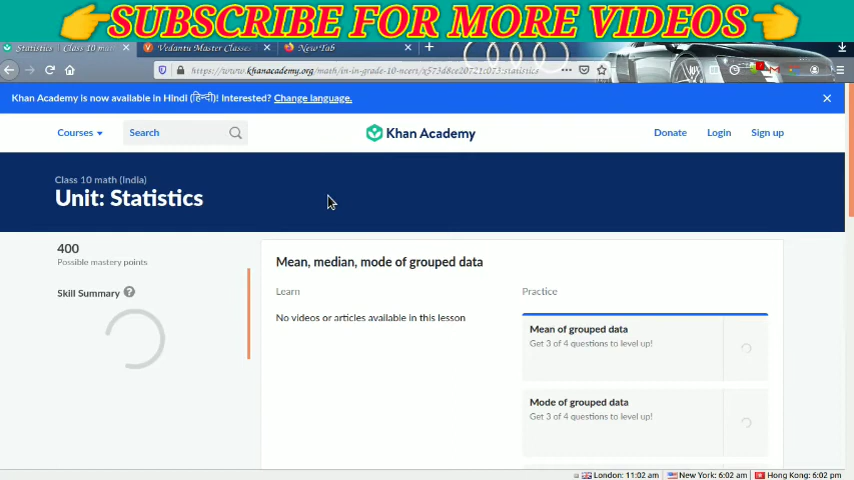 👉SUBSCRIBE FOR MORE VIDEOS👈
Statistics | Class 10 math
Vedantu Master Classes
New Tab
https://www.khanacademy.org/math/in-in-grade-10-ncert/x573d8ce20721c073:statistics
Khan Academy is now available in Hindi (हिन्दी)! Interested? Change language.
Courses
Search
Khan Academy
Donate
Login
Sign up
Class 10 math (India)
Unit: Statistics
400
Possible mastery points
Skill Summary
Mean, median, mode of grouped data
Learn
Practice
No videos or articles available in this lesson
Mean of grouped data
Get 3 of 4 questions to level up!
Mode of grouped data
Get 3 of 4 questions to level up!
London: 11:02 am
New York: 6:02 am
Hong Kong: 6:02 pm